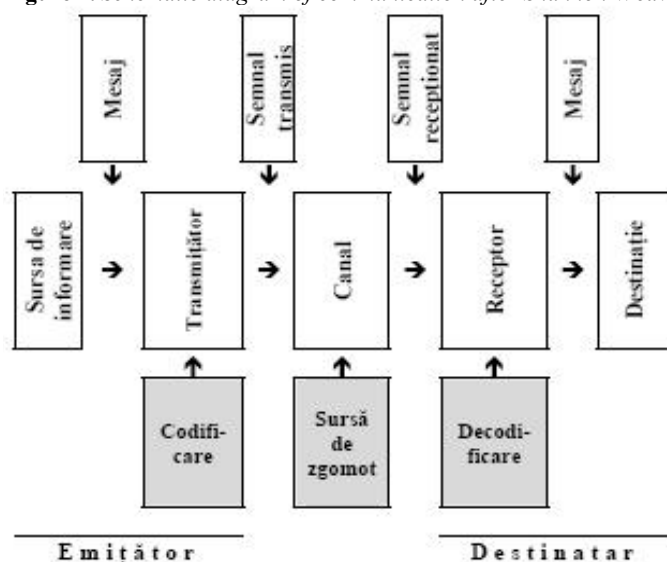 Mesaj
Semnal
transmis
Semnal
recepționat
Mesaj
Sursa de
informare
Transmițător
Canal
Receptor
Destinație
Codifi-
care
Sursă
de
zgomot
Decodi-
ficare
Emițător
Destinatar